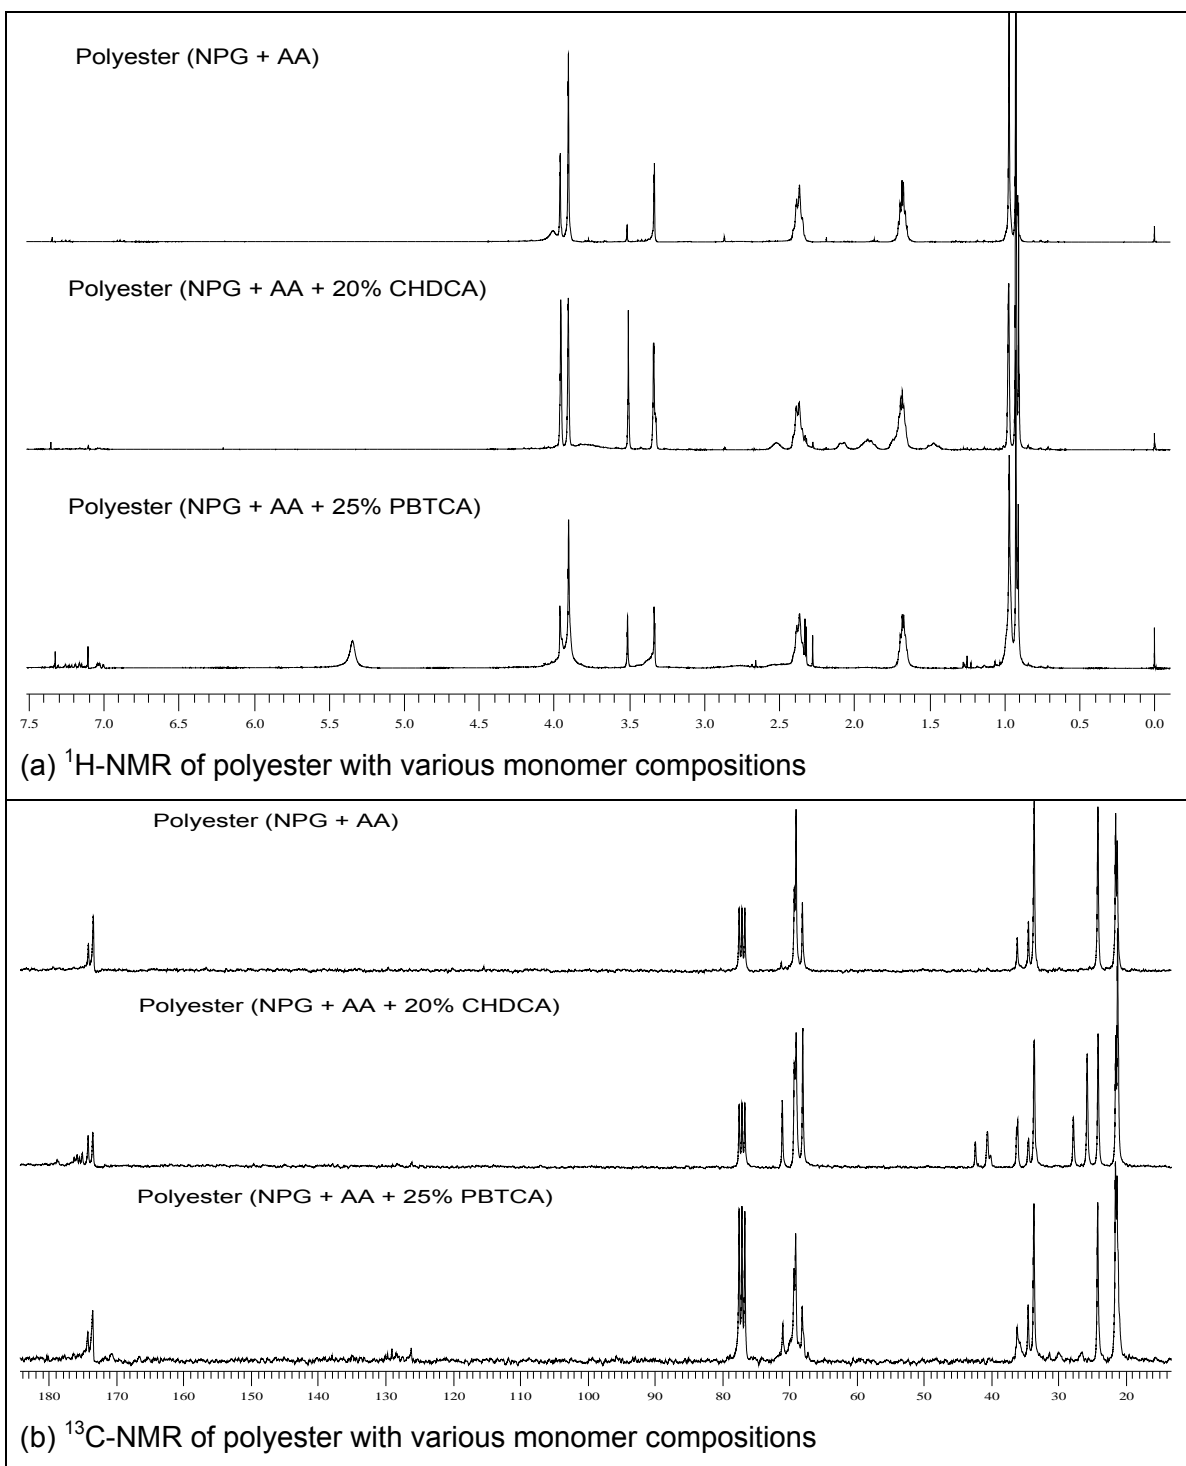 Polyester (NPG + AA)
Polyester (NPG + AA + 20% CHDCA)
Polyester (NPG + AA + 25% PBTCA)
7.5 7.0 6.5 6.0 5.5 5.0 4.5 4.0 3.5 3.0 2.5 2.0 1.5 1.0 0.5 0.0
(a) ¹H-NMR of polyester with various monomer compositions
Polyester (NPG + AA)
Polyester (NPG + AA + 20% CHDCA)
Polyester (NPG + AA + 25% PBTCA)
180 170 160 150 140 130 120 110 100 90 80 70 60 50 40 30 20
(b) ¹³C-NMR of polyester with various monomer compositions